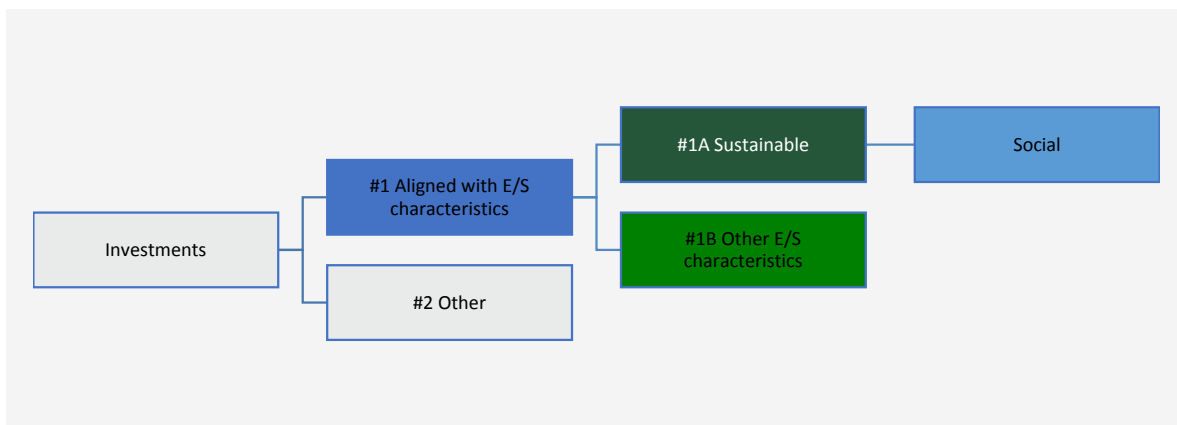 #1A Sustainable
Social
#1 Aligned with E/S
characteristics
Investments
#1B Other E/S
characteristics
#2 Other